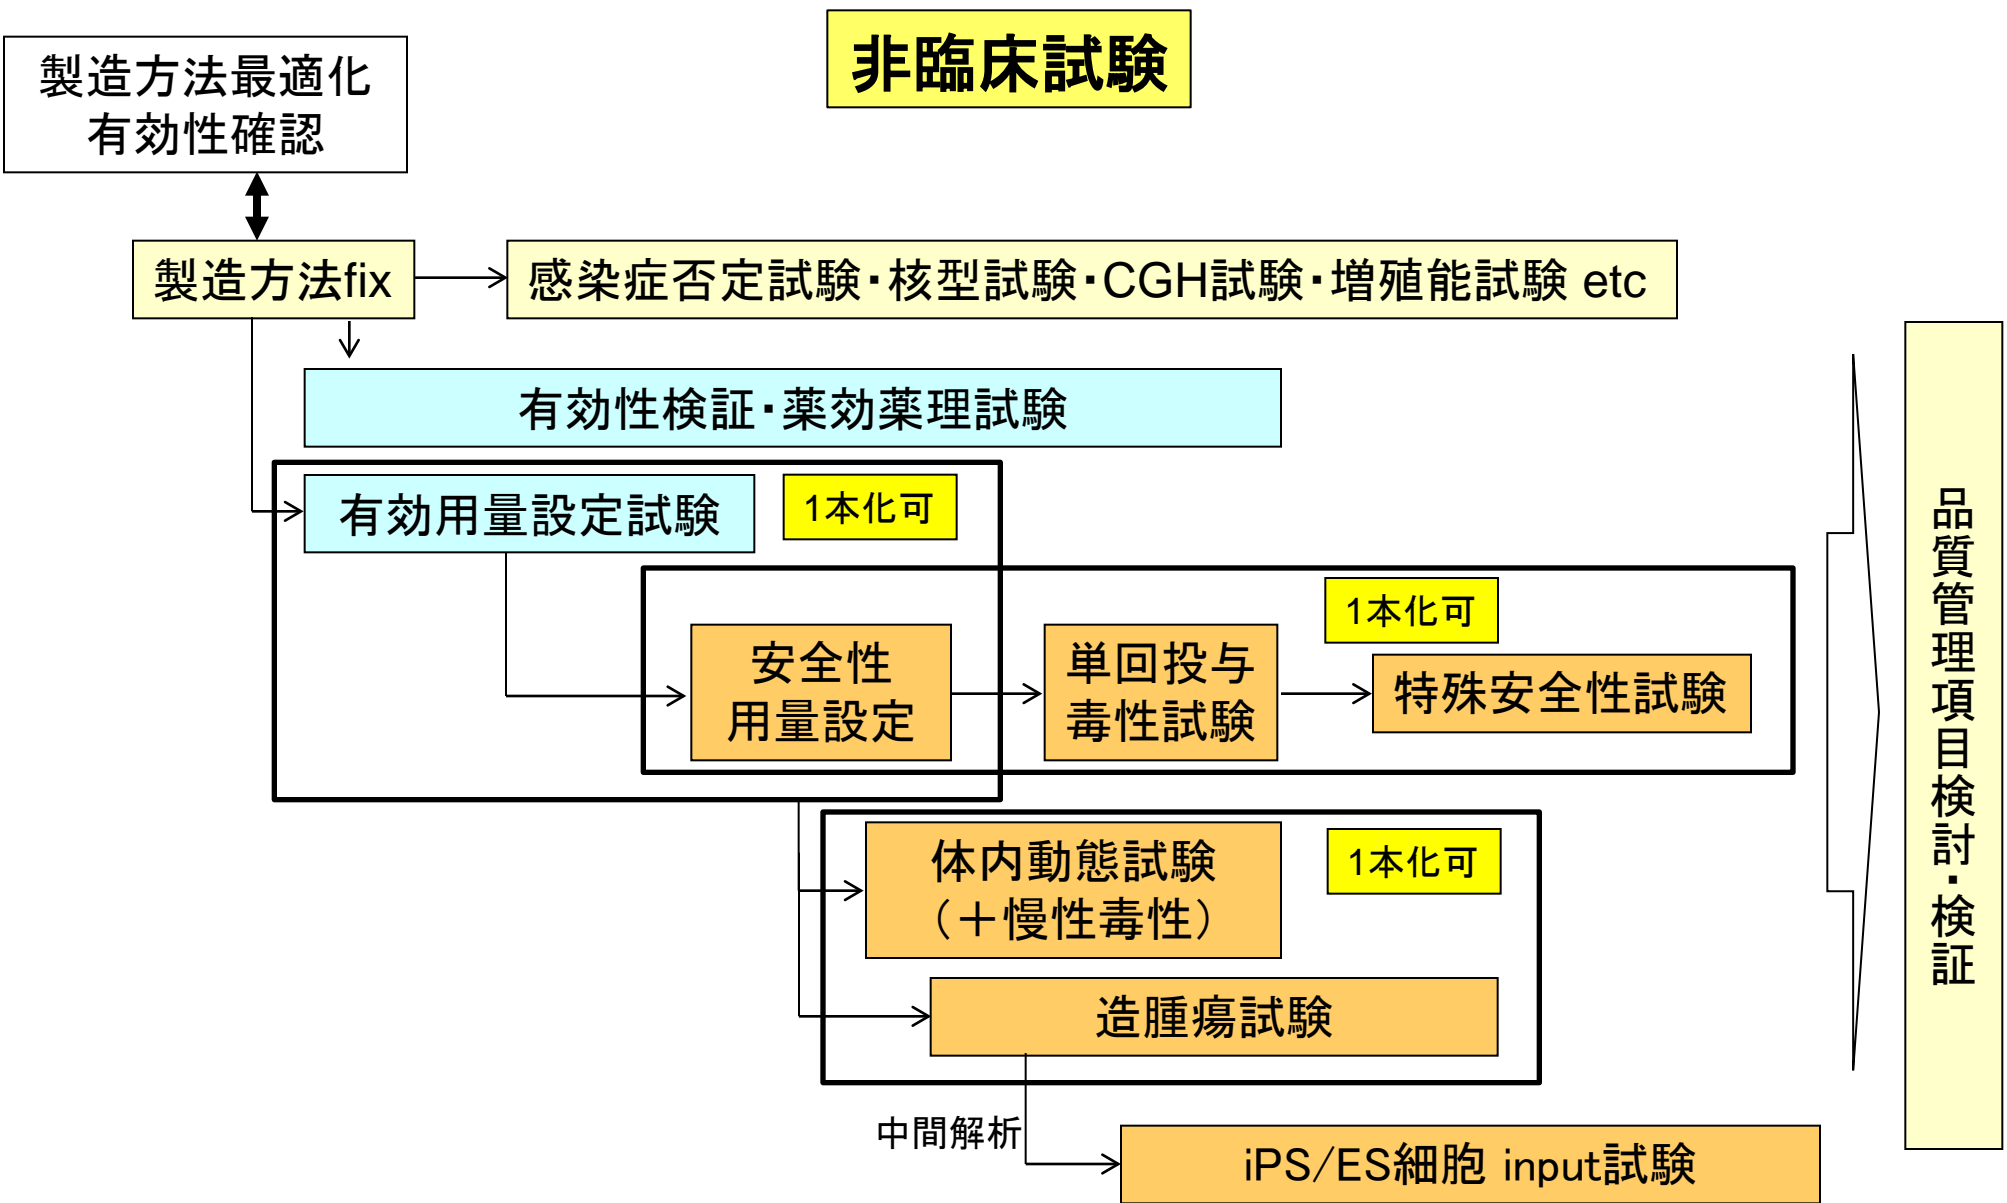 非臨床試験
製造方法最適化
有効性確認
製造方法fix
感染症否定試験・核型試験・CGH試験・増殖能試験 etc
有効性検証・薬効薬理試験
有効用量設定試験
1本化可
1本化可
安全性
用量設定
単回投与
毒性試験
特殊安全性試験
体内動態試験
（＋慢性毒性）
1本化可
造腫瘍試験
中間解析
iPS/ES細胞 input試験
品質管理項目検討・検証